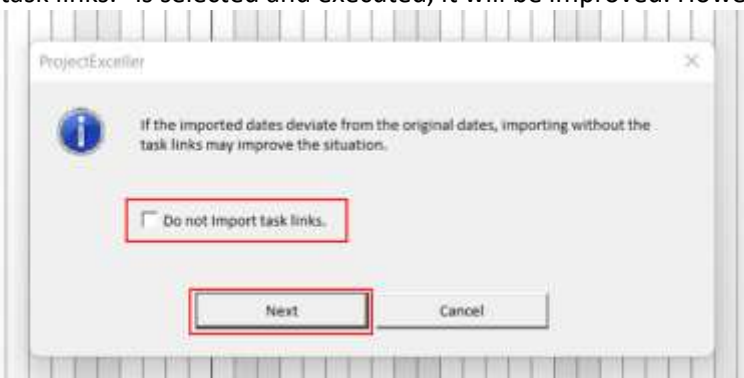 task links." is selected and executed, it will be improved. Howe
ProjectExceller
If the imported dates deviate from the original dates, importing without the
task links may improve the situation.
Do not Import task links.
Next
Cancel